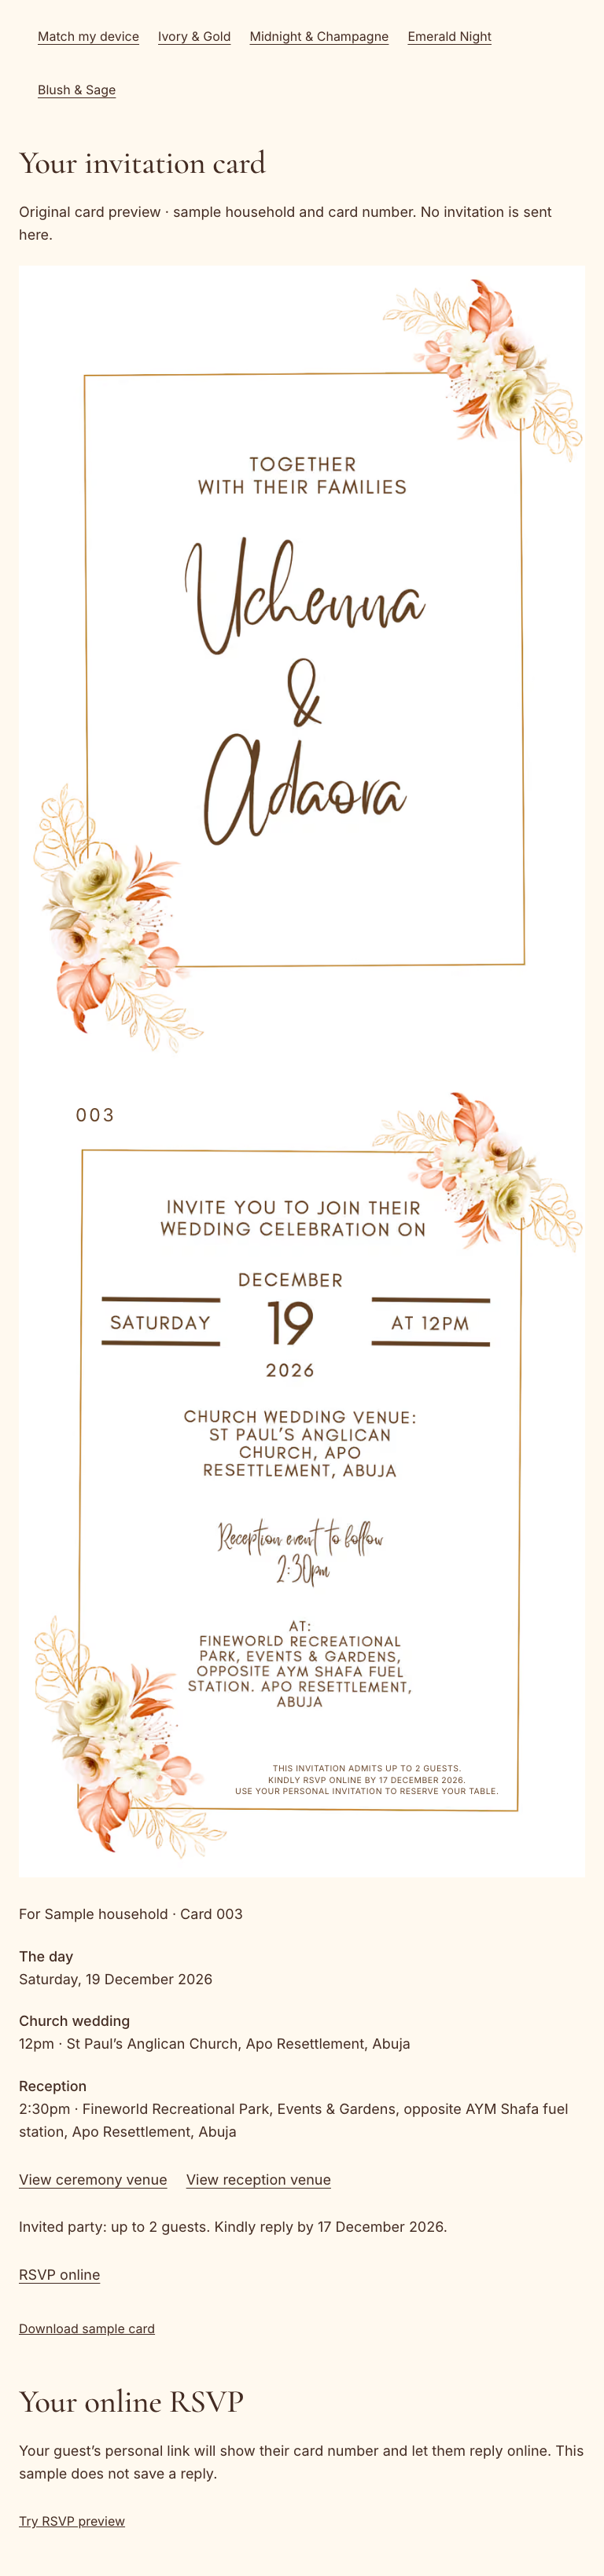 Match my device Ivory & Gold Midnight & Champagne Emerald Night
Blush & Sage
Your invitation card
Original card preview · sample household and card number. No invitation is sent
here.
TOGETHER
WITH THEIR FAMILIES
Uchenna
&
Adaora
003
INVITE YOU TO JOIN THEIR
WEDDING CELEBRATION ON
DECEMBER
SATURDAY 19 AT 12PM
2026
CHURCH WEDDING VENUE:
ST PAUL'S ANGLICAN
CHURCH, APO
RESETTLEMENT, ABUJA
Reception event to follow
2:30pm
AT:
FINEWORLD RECREATIONAL
PARK, EVENTS & GARDENS,
OPPOSITE AYM SHAFA FUEL
STATION. APO RESETTLEMENT,
ABUJA
THIS INVITATION ADMITS UP TO 2 GUESTS.
KINDLY RSVP ONLINE BY 17 DECEMBER 2026.
USE YOUR PERSONAL INVITATION TO RESERVE YOUR TABLE.
For Sample household · Card 003
The day
Saturday, 19 December 2026
Church wedding
12pm · St Paul’s Anglican Church, Apo Resettlement, Abuja
Reception
2:30pm · Fineworld Recreational Park, Events & Gardens, opposite AYM Shafa fuel
station, Apo Resettlement, Abuja
View ceremony venue View reception venue
Invited party: up to 2 guests. Kindly reply by 17 December 2026.
RSVP online
Download sample card
Your online RSVP
Your guest’s personal link will show their card number and let them reply online. This
sample does not save a reply.
Try RSVP preview